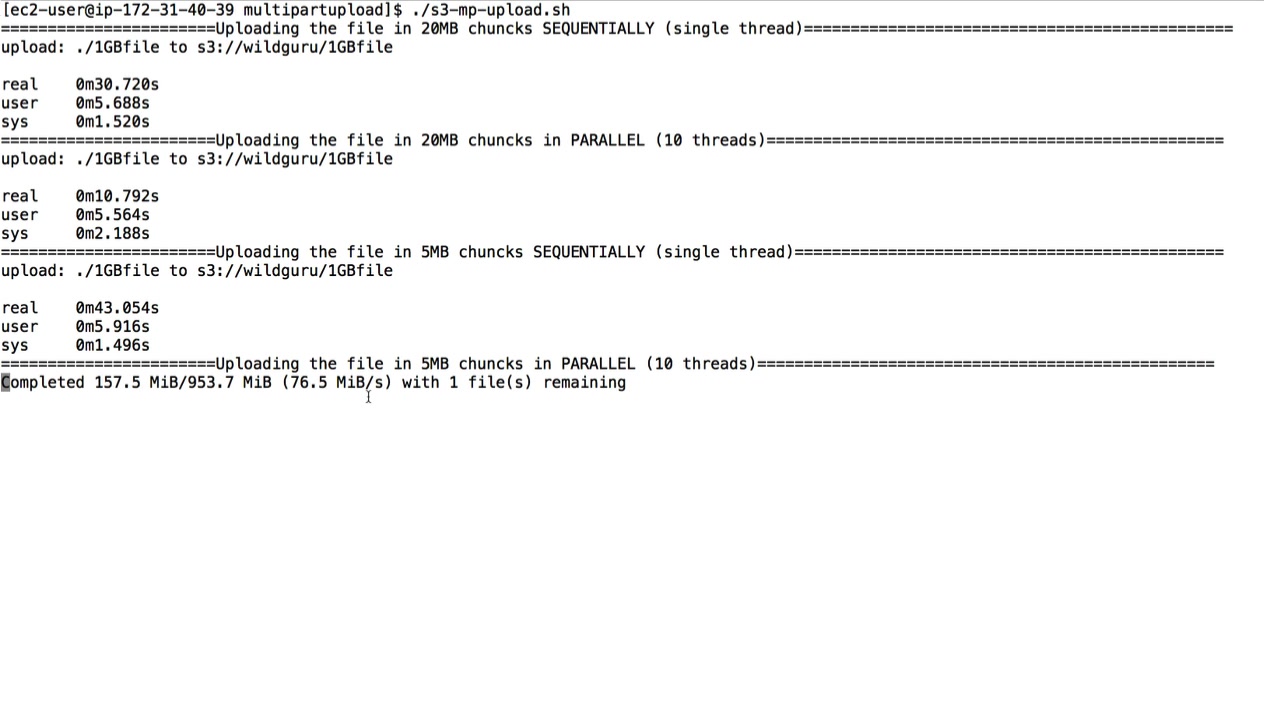 [ec2-user@ip-172-31-40-39 multipartupload]$ ./s3-mp-upload.sh
=======================Uploading the file in 20MB chuncks SEQUENTIALLY (single thread)==============================================
upload: ./1GBfile to s3://wildguru/1GBfile
real 0m30.720s
user 0m5.688s
sys 0m1.520s
=======================Uploading the file in 20MB chuncks in PARALLEL (10 threads)=================================================
upload: ./1GBfile to s3://wildguru/1GBfile
real 0m10.792s
user 0m5.564s
sys 0m2.188s
=======================Uploading the file in 5MB chuncks SEQUENTIALLY (single thread)==============================================
upload: ./1GBfile to s3://wildguru/1GBfile
real 0m43.054s
user 0m5.916s
sys 0m1.496s
=======================Uploading the file in 5MB chuncks in PARALLEL (10 threads)=================================================
Completed 157.5 MiB/953.7 MiB (76.5 MiB/s) with 1 file(s) remaining